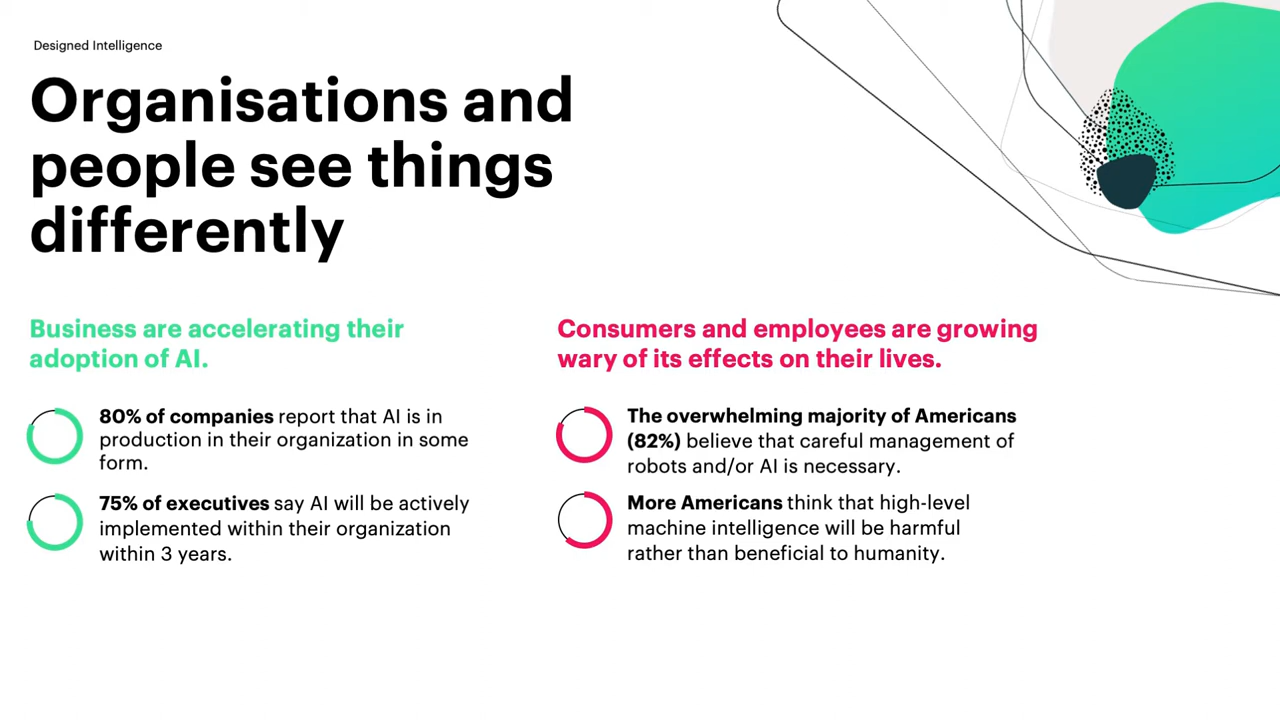 Designed Intelligence
Organisations and
people see things
differently
Business are accelerating their
adoption of AI.
80% of companies report that AI is in
production in their organization in some
form.
75% of executives say AI will be actively
implemented within their organization
within 3 years.
Consumers and employees are growing
wary of its effects on their lives.
The overwhelming majority of Americans
(82%) believe that careful management of
robots and/or AI is necessary.
More Americans think that high-level
machine intelligence will be harmful
rather than beneficial to humanity.